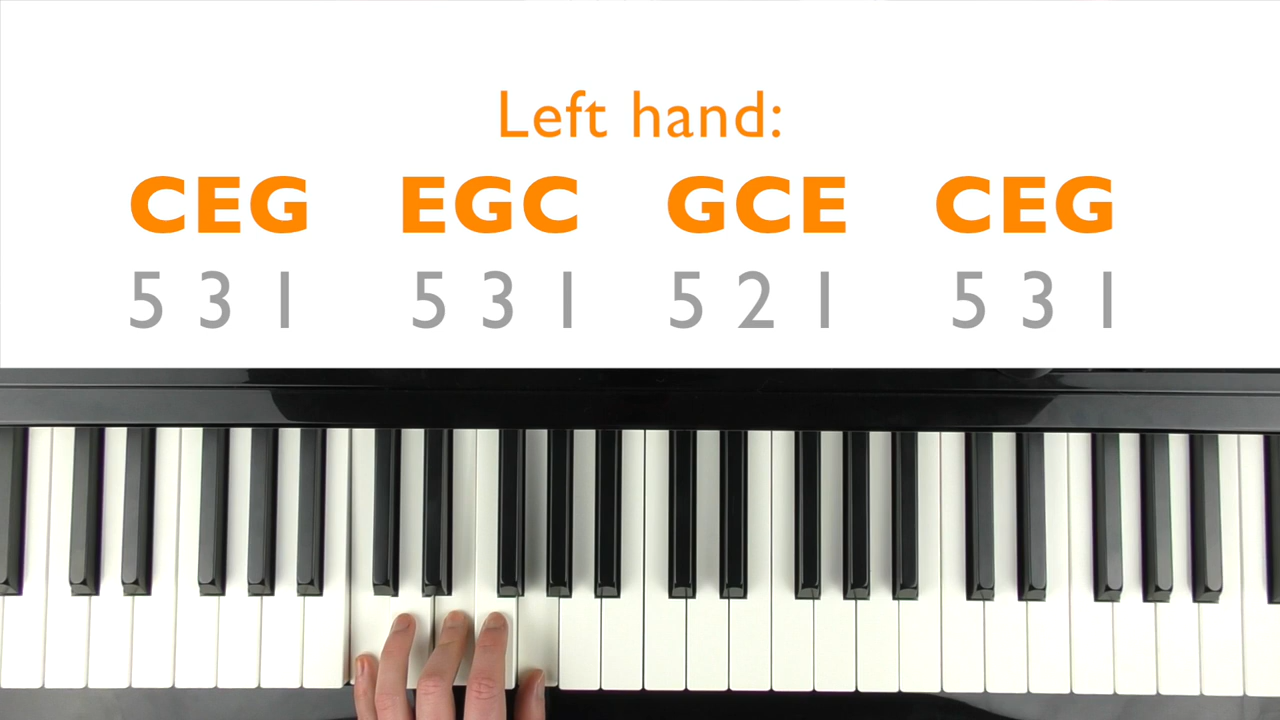 Left hand:
CEG EGC GCE CEG
5 3 1 5 3 1 5 2 1 5 3 1